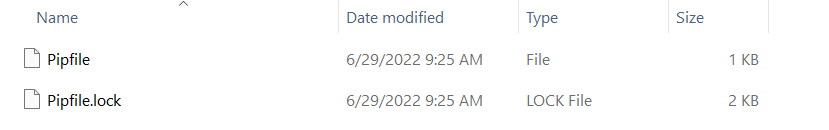 Name Date modified Type Size
Pipfile 6/29/2022 9:25 AM File 1 KB
Pipfile.lock 6/29/2022 9:25 AM LOCK File 2 KB